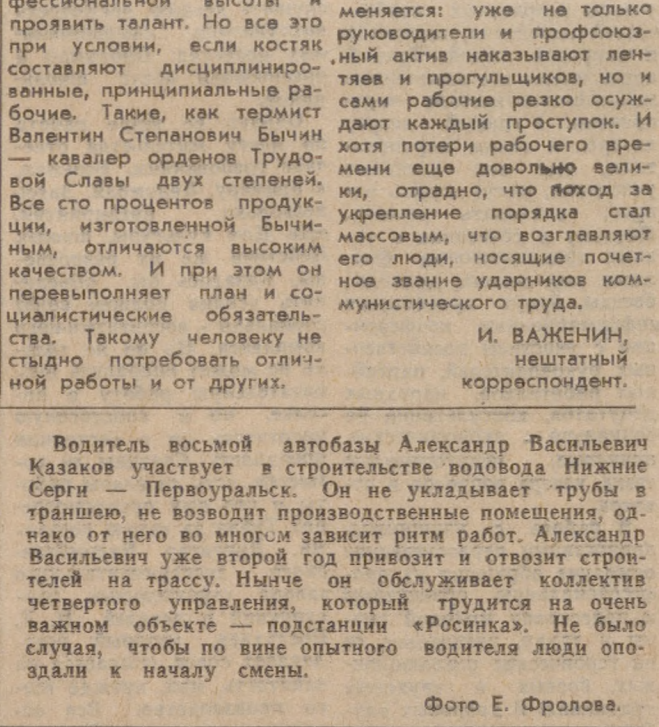 фессиональной высоты и
проявить талант. Но все это
при условии, если костяк
составляют дисциплиниро-
ванные, принципиальные ра-
бочие. Такие, как термист
Валентин Степанович Бычин
— кавалер орденов Трудо-
вой Славы двух степеней.
Все сто процентов продук-
ции, изготовленной Бычи-
ным, отличаются высоким
качеством. И при этом он
перевыполняет план и со-
циалистические обязатель-
ства. Такому человеку не
стыдно потребовать отлич-
ной работы и от других.
меняется: уже не только
руководители и профсоюз-
ный актив наказывают лен-
тяев и прогульщиков, но и
сами рабочие резко осуж-
дают каждый проступок. И
хотя потери рабочего вре-
мени еще довольно вели-
ки, отрадно, что поход за
укрепление порядка стал
массовым, что возглавляют
его люди, носящие почет-
ное звание ударников ком-
мунистического труда.
И. ВАЖЕНИН,
нештатный
корреспондент.
Водитель восьмой автобазы Александр Васильевич
Казаков участвует в строительстве водовода Нижние
Серги — Первоуральск. Он не укладывает трубы в
траншею, не возводит производственные помещения, од-
нако от него во многом зависит ритм работ. Александр
Васильевич уже второй год привозит и отвозит строи-
телей на трассу. Нынче он обслуживает коллектив
четвертого управления, который трудится на очень
важном объекте — подстанции «Росинка». Не было
случая, чтобы по вине опытного водителя люди опо-
здали к началу смены.
Фото Е. Фролова.